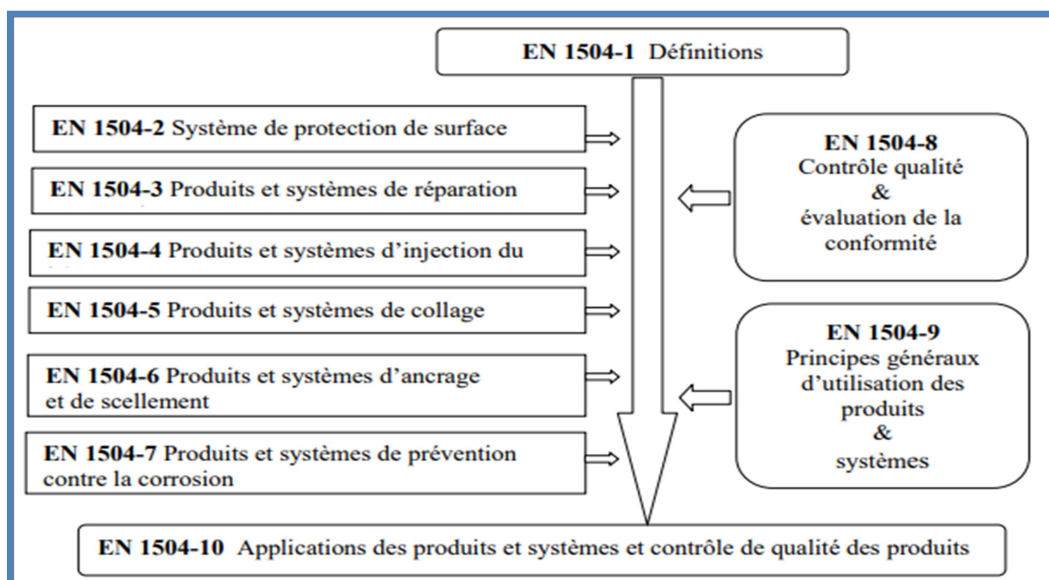 EN 1504-1 Définitions
EN 1504-2 Système de protection de surface
EN 1504-3 Produits et systèmes de réparation
EN 1504-4 Produits et systèmes d'injection du
EN 1504-5 Produits et systèmes de collage
EN 1504-6 Produits et systèmes d'ancrage
et de scellement
EN 1504-7 Produits et systèmes de prévention
contre la corrosion
EN 1504-8
Contrôle qualité
&
évaluation de la
conformité
EN 1504-9
Principes généraux
d'utilisation des
produits
&
systèmes
EN 1504-10 Applications des produits et systèmes et contrôle de qualité des produits